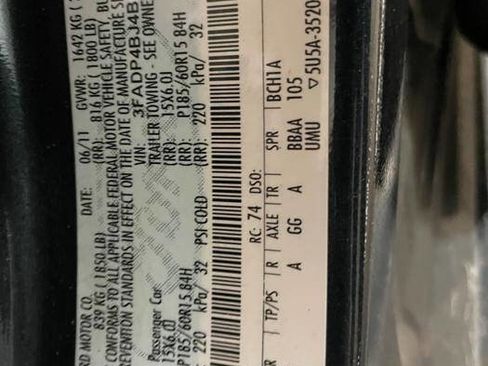 RD MOTOR CO. DATE: 06/11 GVWR: 1642 KG
839 KG (1850 LB) (RR): 816 KG (1800 LB)
CONFORMS TO ALL APPLICABLE FEDERAL MOTOR VEHICLE SAFETY, BU
REVENTION STANDARDS IN EFFECT ON THE DATE OF MANUFACTUR
VIN: 3FADP4BJ4B
Passenger Car TRAILER TOWING - SEE OWNE
15X6.0J (RR): 15X6.0J
P185/60R15 84H (RR): P185/60R15 84H
220 kPa/ 32 PSI COLD 220 kPa/ 32
RC: 74 DSO:
TP/PS R AXLE TR SPR BCH1A
A GG A BBAA 105
UMU ▽5U5A-3520